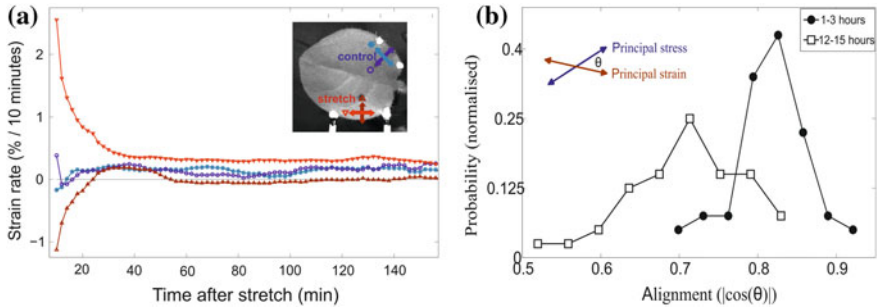 (a)
Strain rate (% / 10 minutes)
2
1
0
−1
20
40
60
80
100
120
140
Time after stretch (min)
control
stretch
(b)
Probability (normalised)
0.4
0.25
0.125
0
0.5
0.6
0.7
0.8
0.9
Alignment (|cos(θ)|)
Principal stress
θ
Principal strain
1-3 hours
12-15 hours